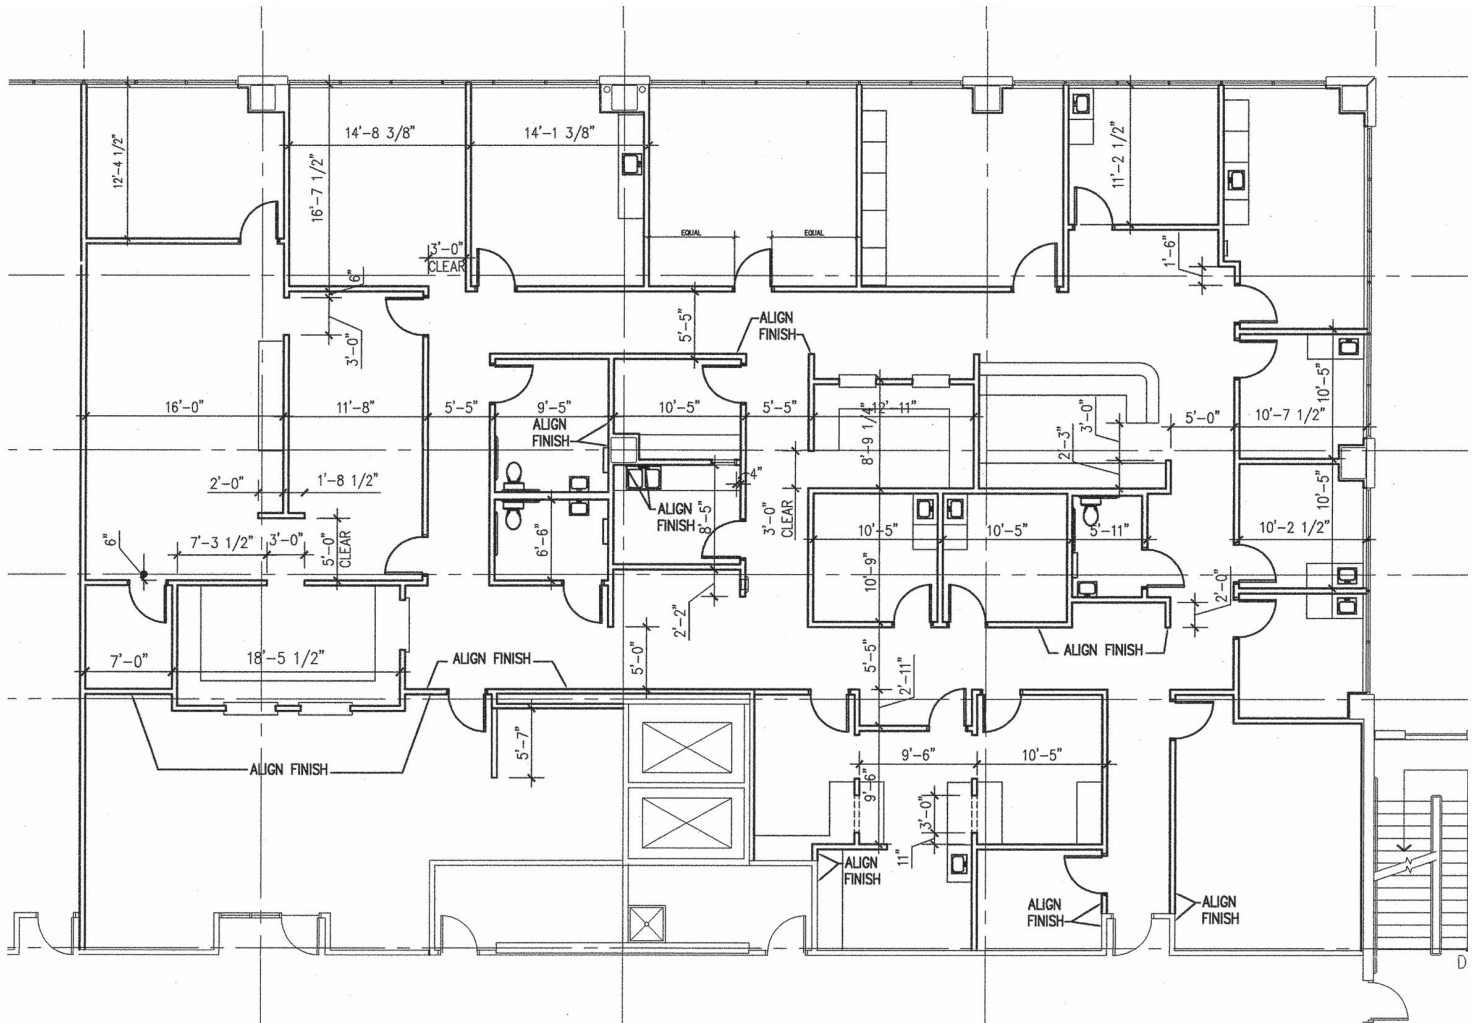 12'-4 1/2"
14'-8 3/8"
14'-1 3/8"
16'-7 1/2"
11'-2 1/2"
3'-0"
CLEAR
EQUAL
EQUAL
1'-6"
6"
3'-0"
5'-5"
ALIGN
FINISH
16'-0"
11'-8"
5'-5"
9'-5"
10'-5"
5'-5"
12'-11"
8'-9 1/4"
3'-0"
2'-3"
5'-0"
10'-5"
10'-7 1/2"
ALIGN
FINISH
2'-0"
1'-8 1/2"
4"
ALIGN
FINISH
8'-5"
3'-0"
CLEAR
10'-5"
10'-5"
5'-11"
10'-5"
10'-2 1/2"
6"
7'-3 1/2"
3'-0"
5'-0"
CLEAR
6'-6"
10'-9"
2'-0"
2'-2"
7'-0"
18'-5 1/2"
ALIGN FINISH
5'-0"
5'-5"
2'-11"
ALIGN FINISH
ALIGN FINISH
5'-7"
9'-6"
10'-5"
9'-6"
3'-0"
11"
ALIGN
FINISH
ALIGN
FINISH
ALIGN
FINISH
D